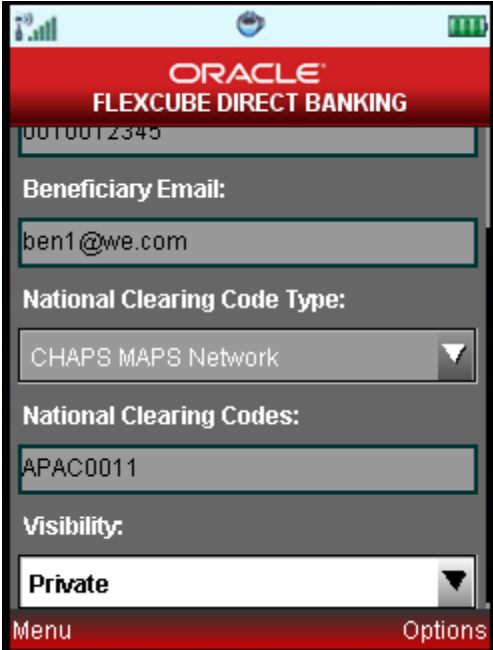 ORACLE
FLEXCUBE DIRECT BANKING
0010012345
Beneficiary Email:
ben1@we.com
National Clearing Code Type:
CHAPS MAPS Network
National Clearing Codes:
APAC0011
Visibility:
Private
Menu
Options